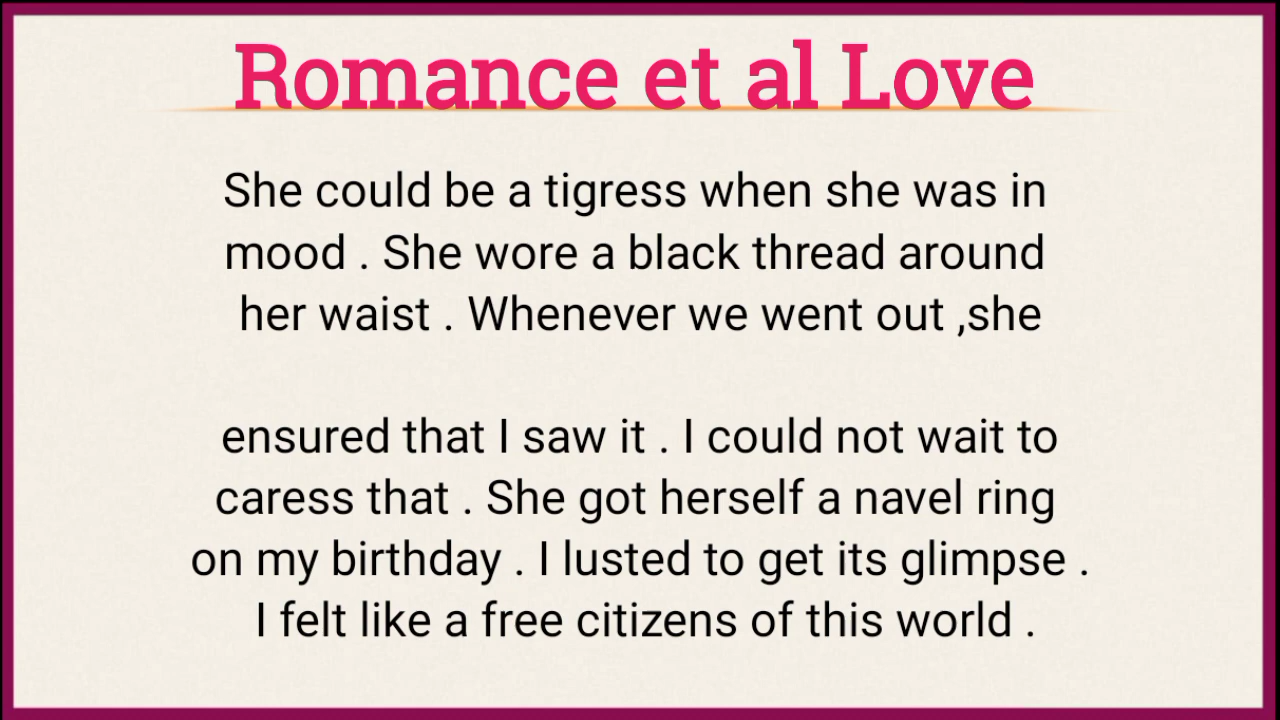 Romance et al Love
She could be a tigress when she was in
mood . She wore a black thread around
her waist . Whenever we went out ,she
ensured that I saw it . I could not wait to
caress that . She got herself a navel ring
on my birthday . I lusted to get its glimpse .
I felt like a free citizens of this world .